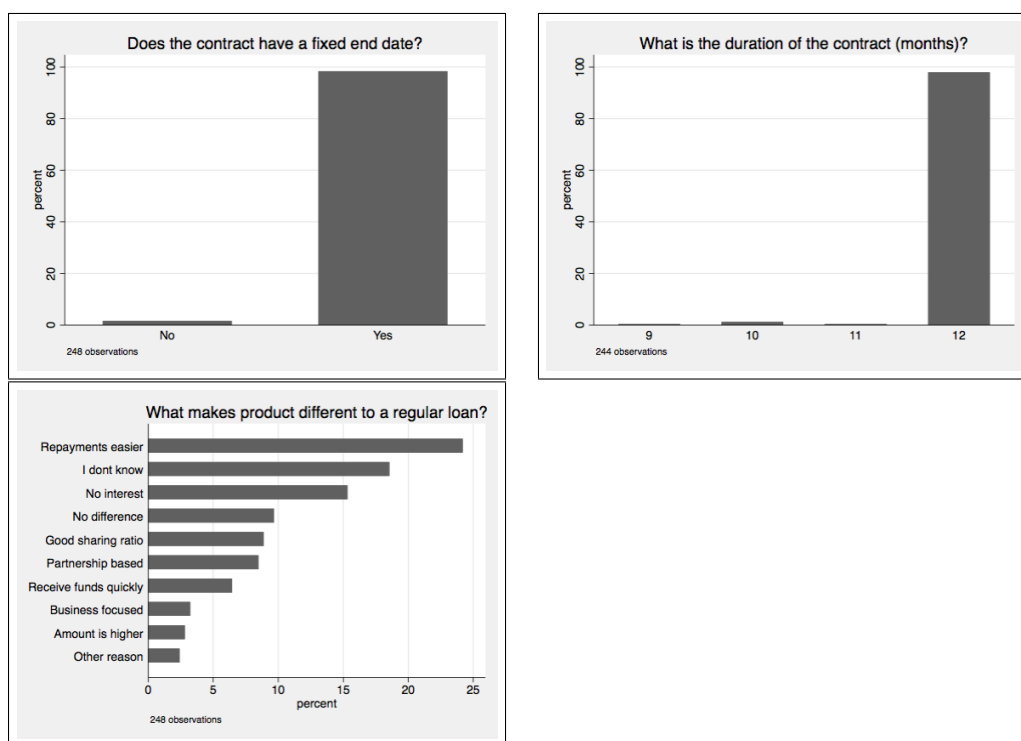 Does the contract have a fixed end date?
percent
100
80
60
40
20
0
No Yes
248 observations
What is the duration of the contract (months)?
percent
100
80
60
40
20
0
9 10 11 12
244 observations
What makes product different to a regular loan?
Repayments easier
I dont know
No interest
No difference
Good sharing ratio
Partnership based
Receive funds quickly
Business focused
Amount is higher
Other reason
0 5 10 15 20 25
percent
248 observations